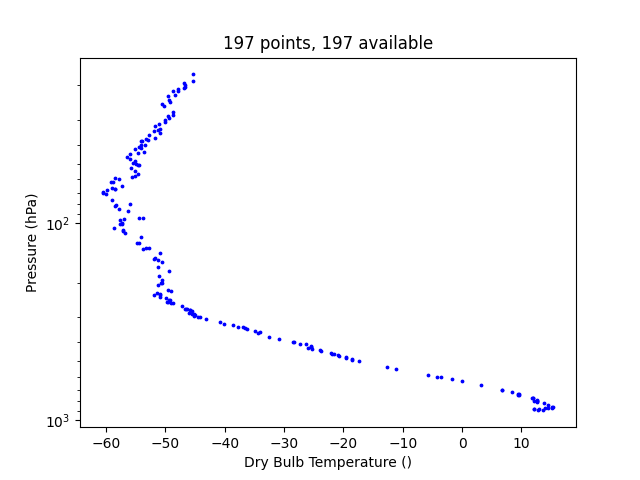 197 points, 197 available
Pressure (hPa)
10²
10³
−60 −50 −40 −30 −20 −10 0 10
Dry Bulb Temperature ()